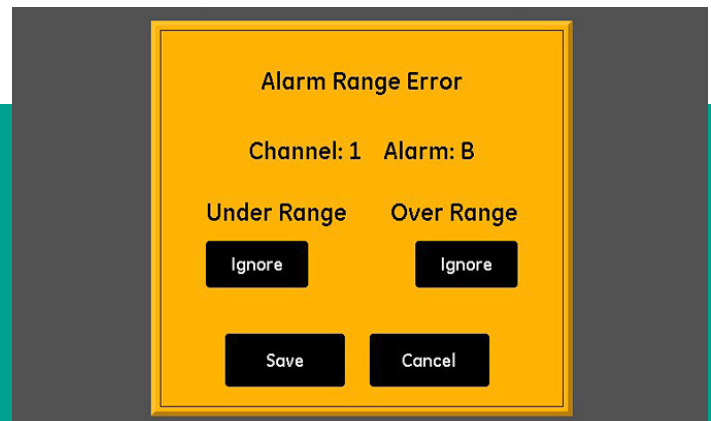 Alarm Range Error
Channel: 1 Alarm: B
Under Range Over Range
Ignore Ignore
Save Cancel